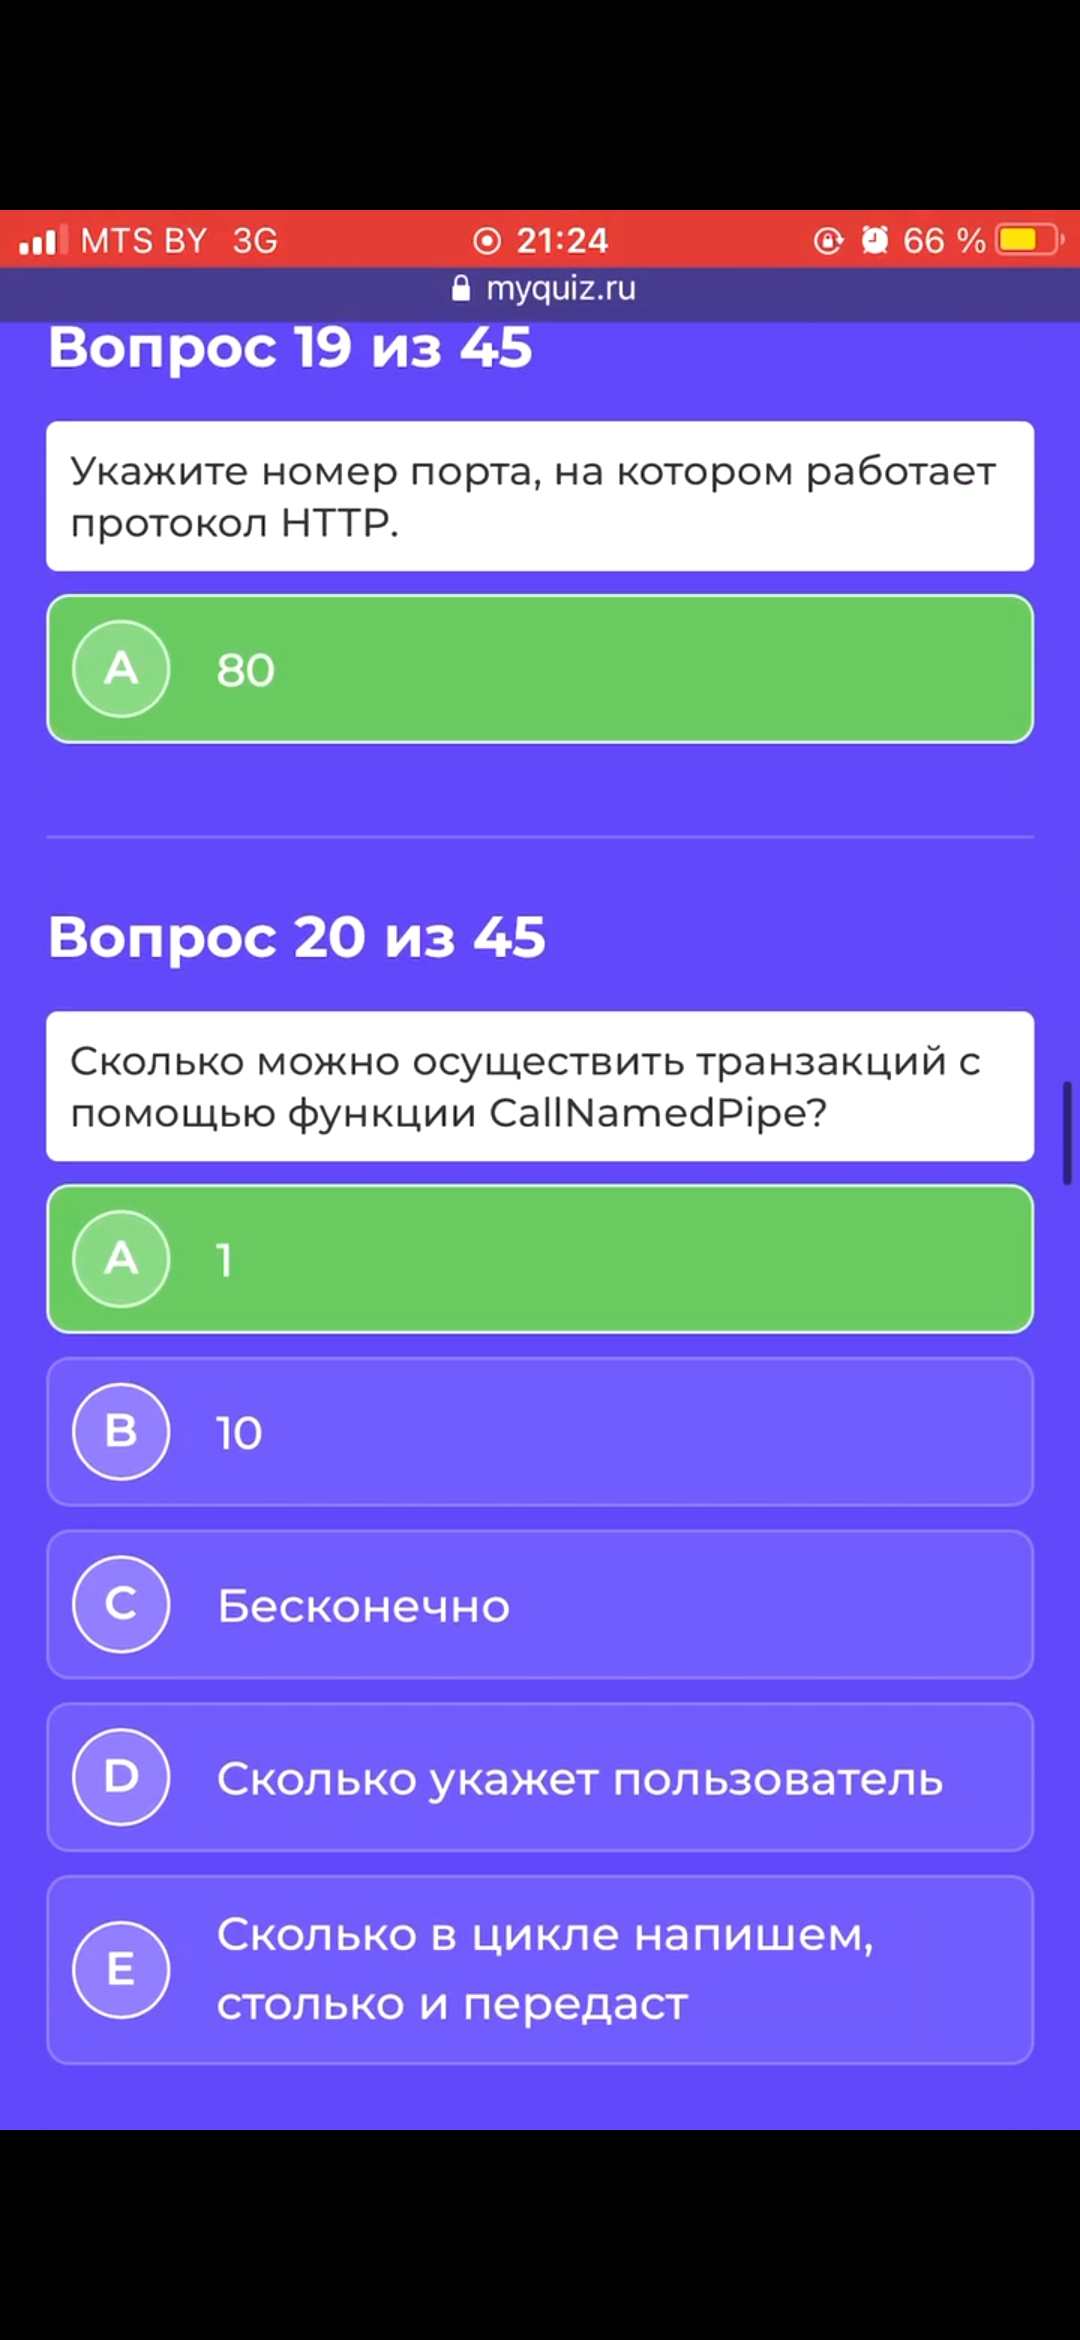 MTS BY 3G 21:24 66 %
myquiz.ru
Вопрос 19 из 45
Укажите номер порта, на котором работает
протокол HTTP.
A 80
Вопрос 20 из 45
Сколько можно осуществить транзакций с
помощью функции CallNamedPipe?
A 1
B 10
C Бесконечно
D Сколько укажет пользователь
E Сколько в цикле напишем,
столько и передаст